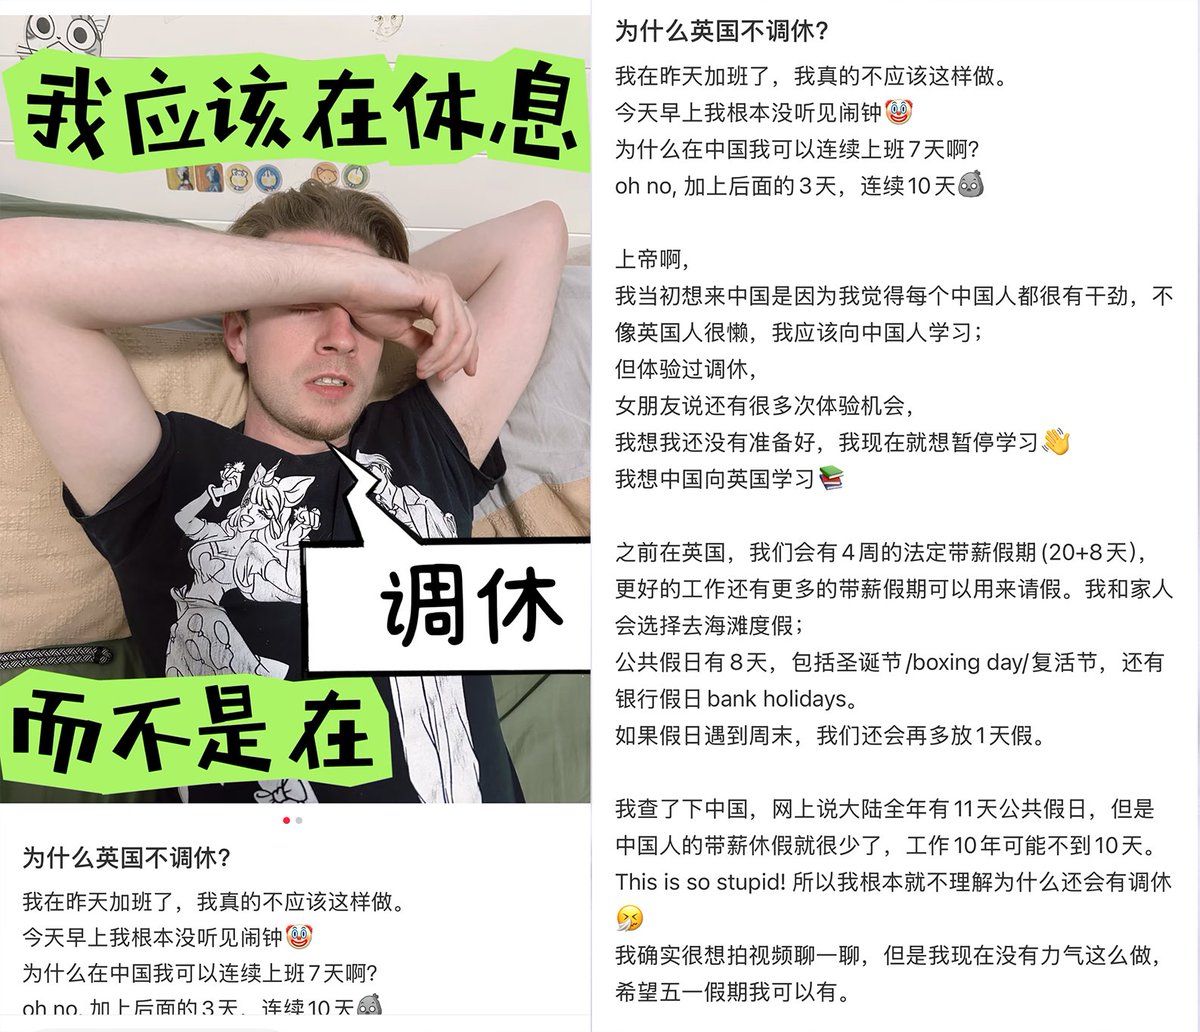 我应该在休息
调休
而不是在
为什么英国不调休?
我在昨天加班了，我真的不应该这样做。
今天早上我根本没听见闹钟🤡
为什么在中国我可以连续上班7天啊?
oh no, 加上后面的3天，连续10天
为什么英国不调休?
我在昨天加班了，我真的不应该这样做。
今天早上我根本没听见闹钟🤡
为什么在中国我可以连续上班7天啊?
oh no, 加上后面的3天，连续10天
上帝啊，
我当初想来中国是因为我觉得每个中国人都很有干劲，不
像英国人很懒，我应该向中国人学习；
但体验过调休，
女朋友说还有很多次体验机会，
我想我还没有准备好，我现在就想暂停学习👋
我想中国向英国学习📚
之前在英国，我们会有4周的法定带薪假期(20+8天)，
更好的工作还有更多的带薪假期可以用来请假。我和家人
会选择去海滩度假；
公共假日有8天，包括圣诞节/boxing day/复活节，还有
银行假日bank holidays。
如果假日遇到周末，我们还会再多放1天假。
我查了下中国，网上说大陆全年有11天公共假日，但是
中国人的带薪休假就很少了，工作10年可能不到10天。
This is so stupid! 所以我根本就不理解为什么还会有调休
🤧
我确实很想拍视频聊一聊，但是我现在没有力气这么做，
希望五一假期我可以有。